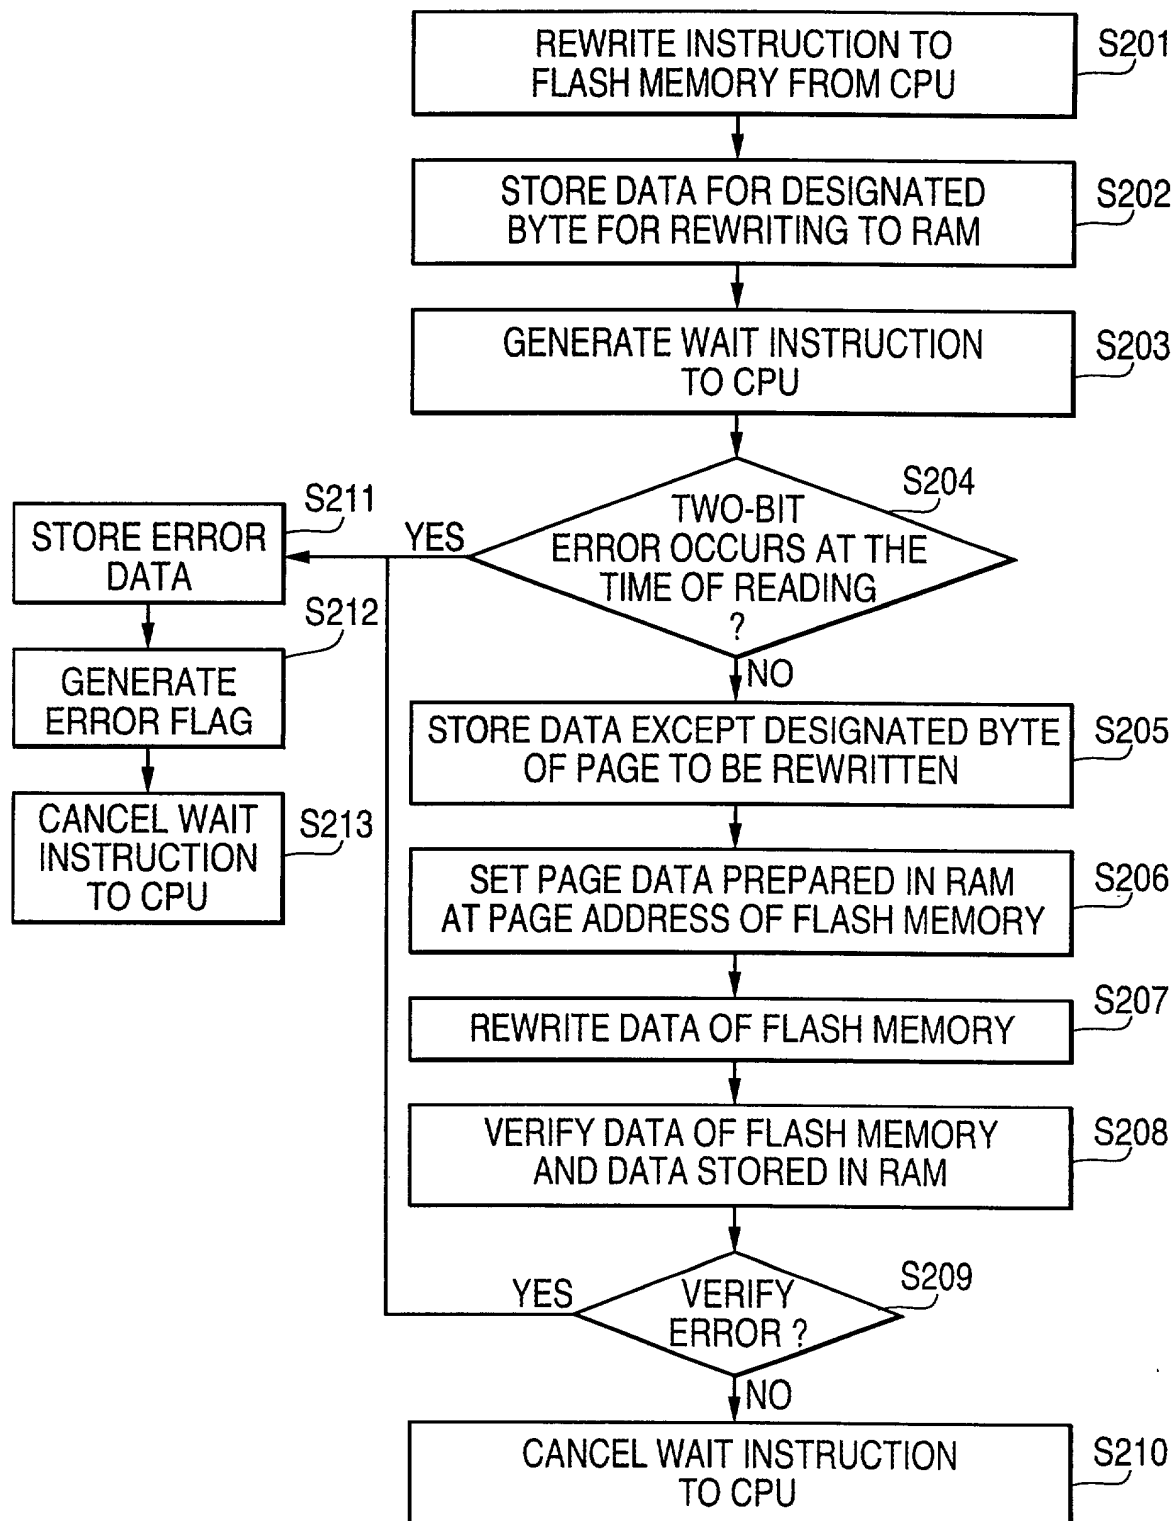 REWRITE INSTRUCTION TO
FLASH MEMORY FROM CPU
S201
STORE DATA FOR DESIGNATED
BYTE FOR REWRITING TO RAM
S202
GENERATE WAIT INSTRUCTION
TO CPU
S203
TWO-BIT
ERROR OCCURS AT THE
TIME OF READING
?
S204
YES
NO
STORE ERROR
DATA
S211
GENERATE
ERROR FLAG
S212
CANCEL WAIT
INSTRUCTION
TO CPU
S213
STORE DATA EXCEPT DESIGNATED BYTE
OF PAGE TO BE REWRITTEN
S205
SET PAGE DATA PREPARED IN RAM
AT PAGE ADDRESS OF FLASH MEMORY
S206
REWRITE DATA OF FLASH MEMORY
S207
VERIFY DATA OF FLASH MEMORY
AND DATA STORED IN RAM
S208
VERIFY
ERROR ?
S209
YES
NO
CANCEL WAIT INSTRUCTION
TO CPU
S210